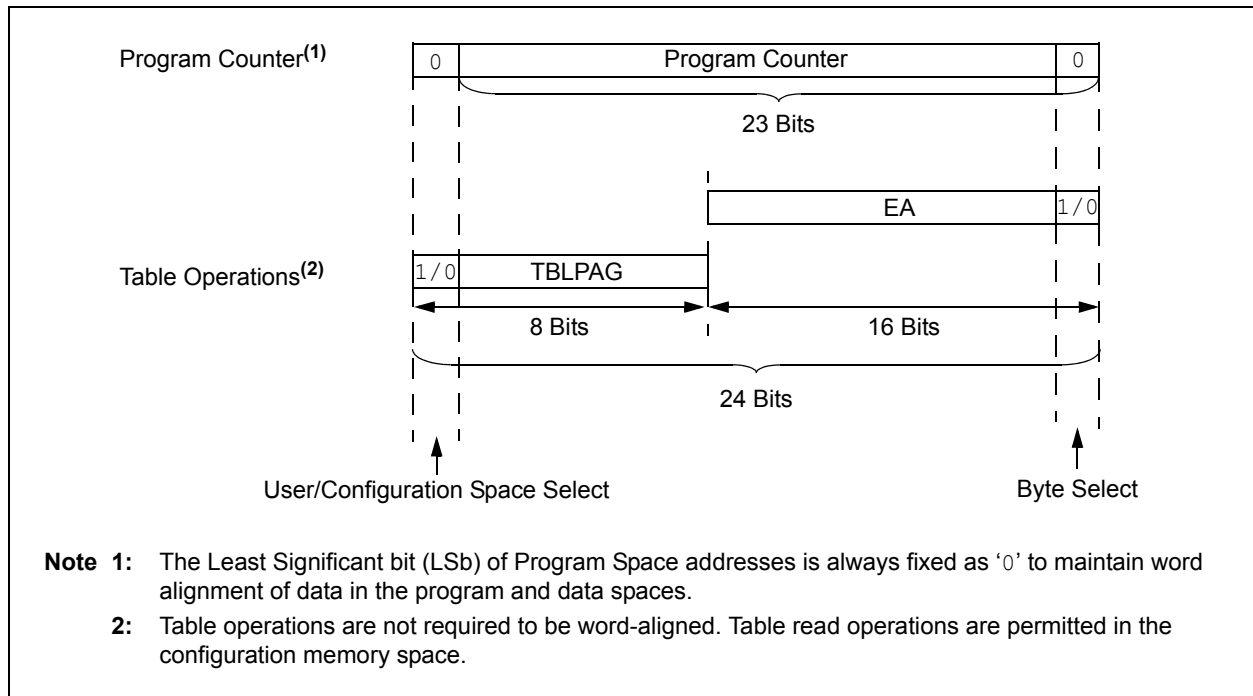 Program Counter(1)
0 Program Counter 0
23 Bits
EA 1/0
Table Operations(2)
1/0 TBLPAG
8 Bits 16 Bits
24 Bits
User/Configuration Space Select Byte Select
Note 1: The Least Significant bit (LSb) of Program Space addresses is always fixed as ‘0’ to maintain word
alignment of data in the program and data spaces.
2: Table operations are not required to be word-aligned. Table read operations are permitted in the
configuration memory space.